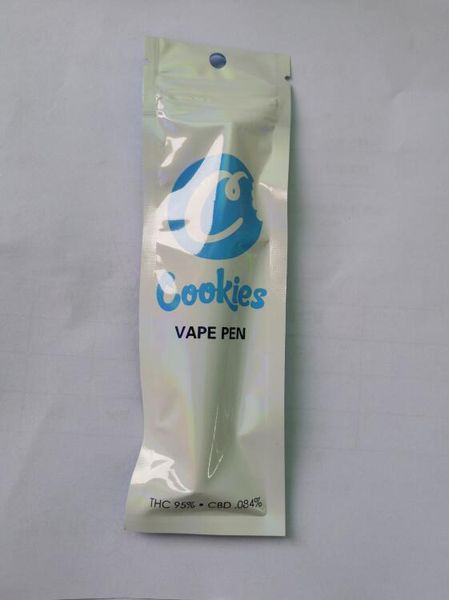 C
Cookies
VAPE PEN
THC 95% • CBD .084%